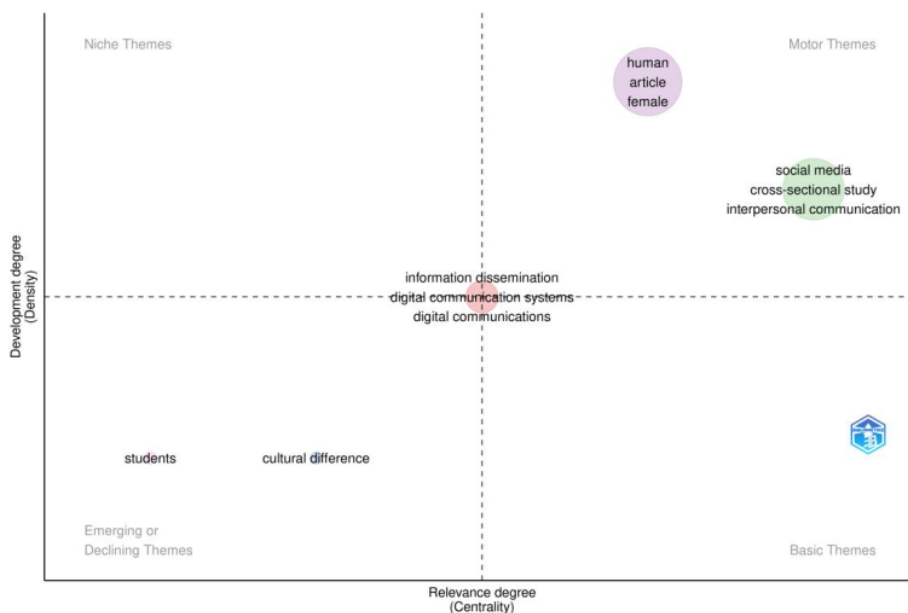 Niche Themes
Motor Themes
human
article
female
social media
cross-sectional study
interpersonal communication
information dissemination
digital communication systems
digital communications
Development degree
(Density)
students
cultural difference
Emerging or
Declining Themes
Basic Themes
Relevance degree
(Centrality)